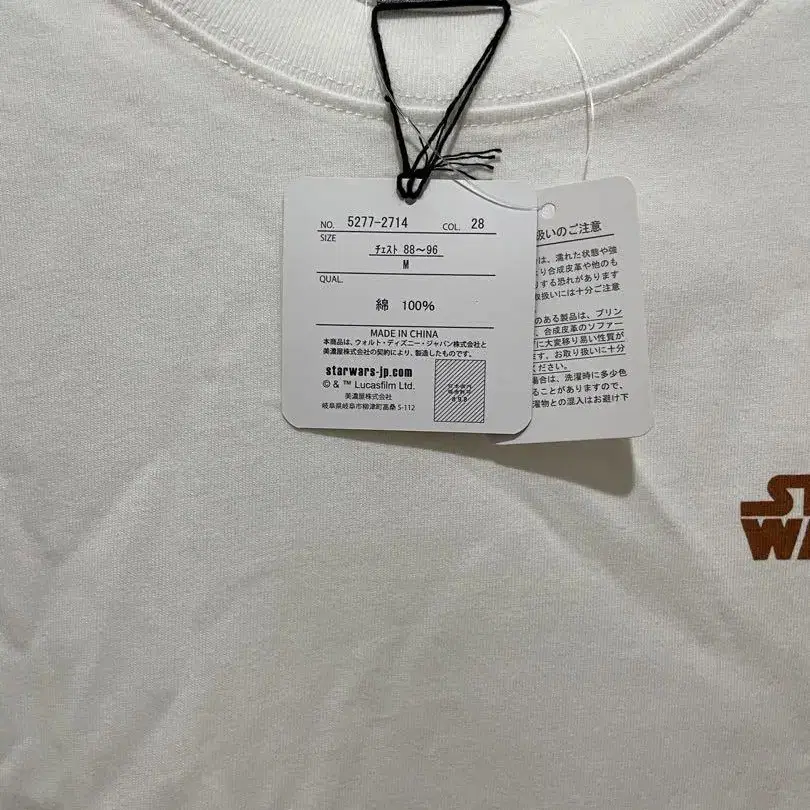 NO. 5277-2714 COL. 28
SIZE
チェスト 88～96
M
QUAL.
綿 100%
MADE IN CHINA
本商品は、ウォルト・ディズニー・ジャパン株式会社と
美濃屋株式会社の契約により、製造したものです。
starwars-jp.com
© & ™ Lucasfilm Ltd.
美濃屋株式会社
岐阜県岐阜市柳津町高桑 5-112
扱いのご注意
は、濡れた状態や強
より合成皮革や他のも
りする恐れがあります
取扱いには十分ご注意
のある製品は、プリン
、合成皮革のソファー
どに大変移り易い性質が
ます。お取り扱いに十分
ください。
場合は、洗濯時に多少色
ることがありますので、
濯物との混入はお避け下
ST
WA